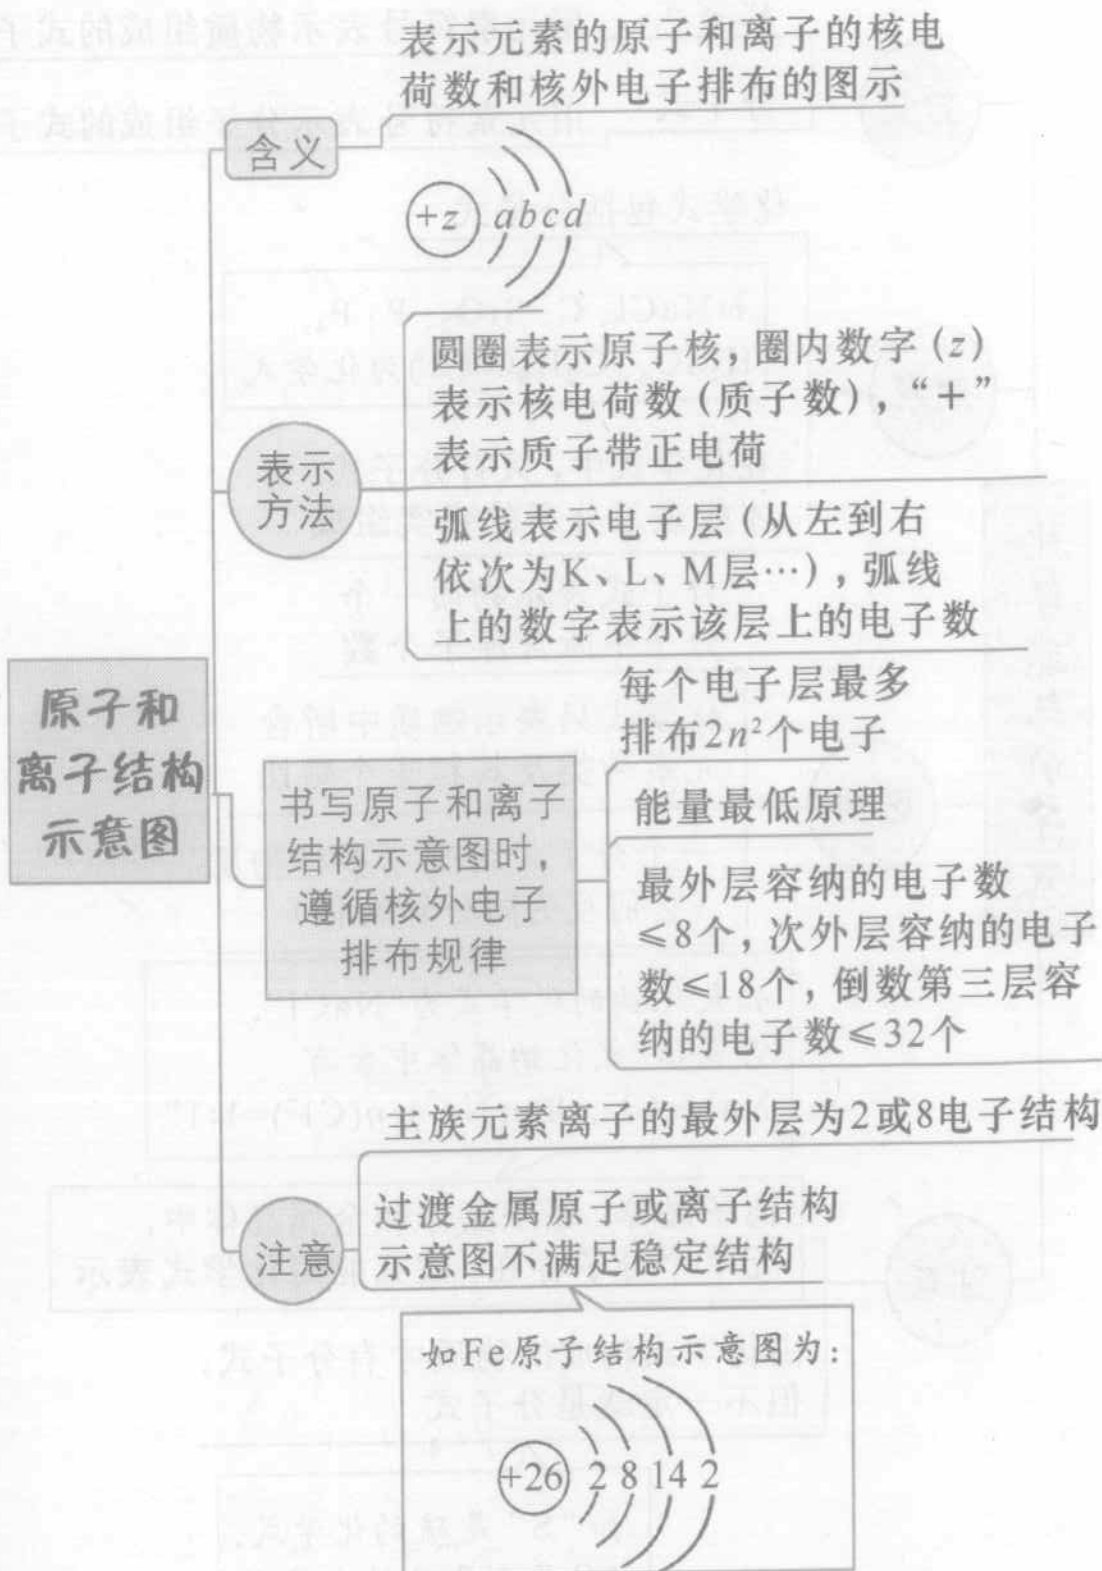 表示元素的原子和离子的核电
荷数和核外电子排布的图示
含义
+z abcd
圆圈表示原子核，圈内数字(z)
表示核电荷数(质子数)，“+”
表示质子带正电荷
表示
方法
弧线表示电子层(从左到右
依次为K、L、M层…)，弧线
上的数字表示该层上的电子数
原子和
离子结构
示意图
每个电子层最多
排布2n²个电子
书写原子和离子
结构示意图时，
遵循核外电子
排布规律
能量最低原理
最外层容纳的电子数
≤8个，次外层容纳的电子
数≤18个，倒数第三层容
纳的电子数≤32个
主族元素离子的最外层为2或8电子结构
注意
过渡金属原子或离子结构
示意图不满足稳定结构
如Fe原子结构示意图为：
+26 2 8 14 2